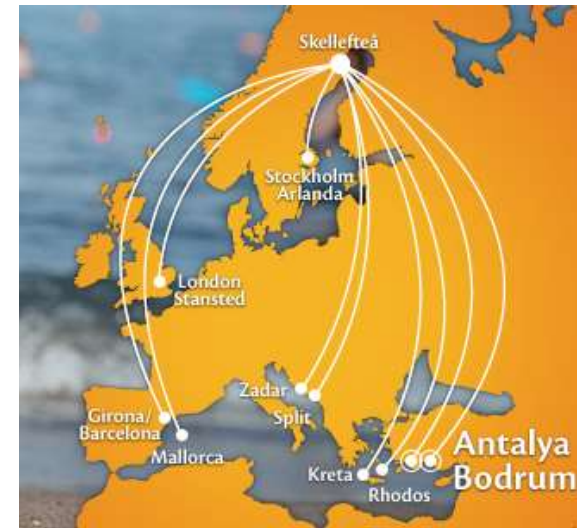 Skellefteå
Stockholm
Arlanda
London
Stansted
Zadar
Split
Girona/
Barcelona
Mallorca
Kreta
Rhodos
Antalya
Bodrum